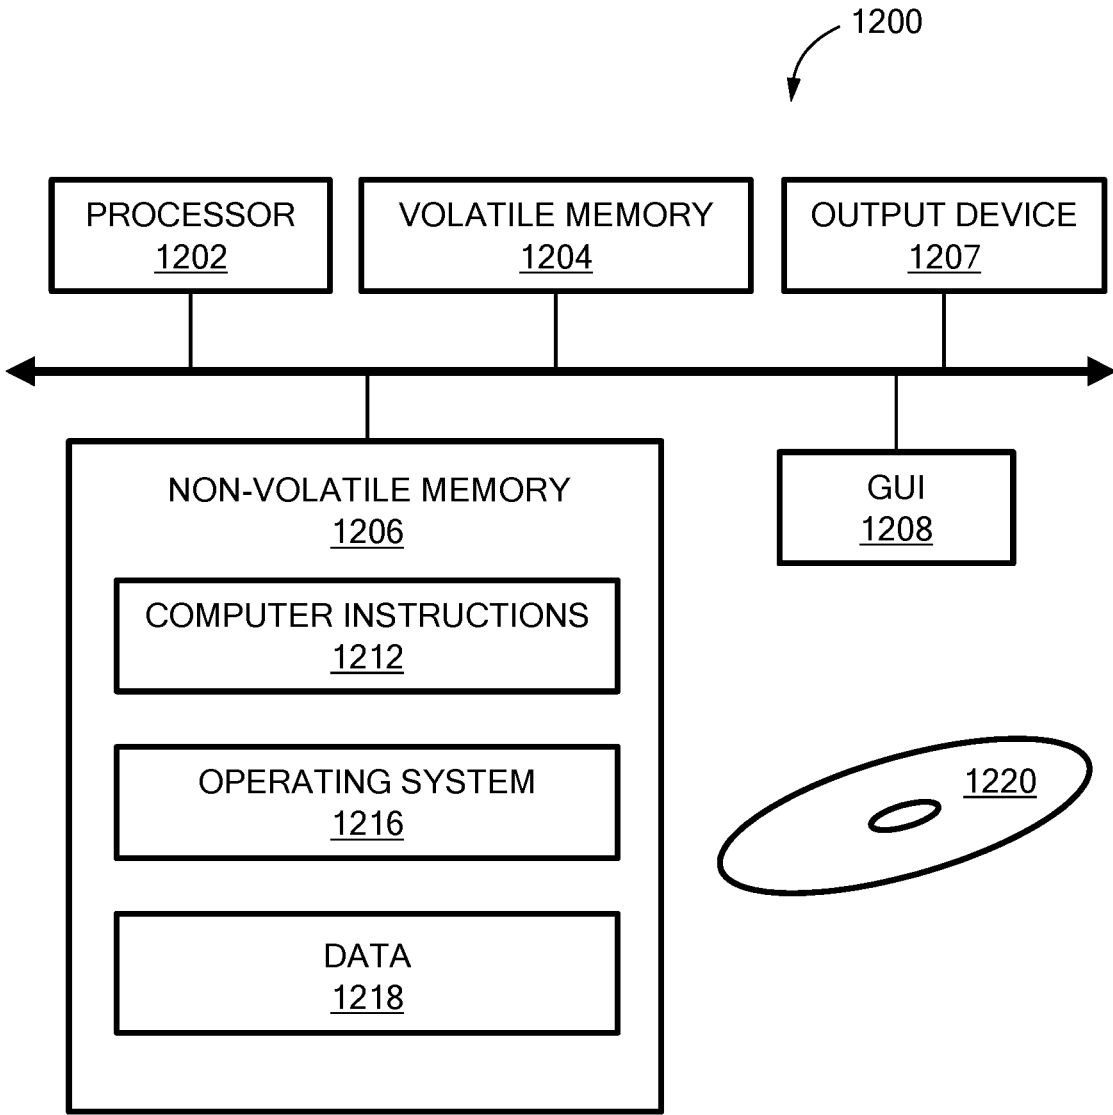 1200
PROCESSOR
1202
VOLATILE MEMORY
1204
OUTPUT DEVICE
1207
NON-VOLATILE MEMORY
1206
GUI
1208
COMPUTER INSTRUCTIONS
1212
OPERATING SYSTEM
1216
1220
DATA
1218